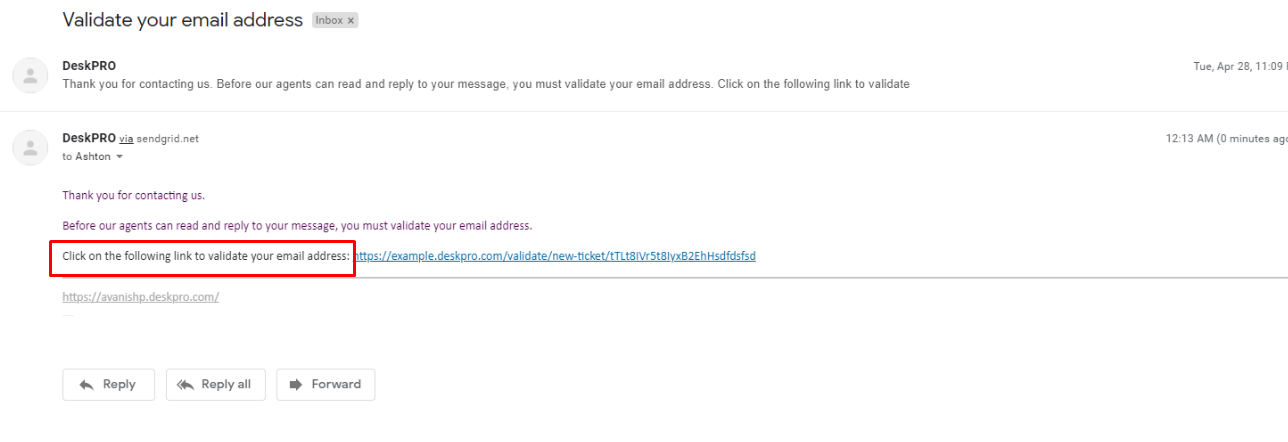 Validate your email address Inbox x
DeskPRO Tue, Apr 28, 11:09
Thank you for contacting us. Before our agents can read and reply to your message, you must validate your email address. Click on the following link to validate
DeskPRO via sendgrid.net 12:13 AM (0 minutes ago
to Ashton
Thank you for contacting us.
Before our agents can read and reply to your message, you must validate your email address.
Click on the following link to validate your email address: https://example.deskpro.com/validate/new-ticket/tTLt8IVr5t8IyxB2EhHsdfdsfsd
https://avanishp.deskpro.com/
Reply Reply all Forward